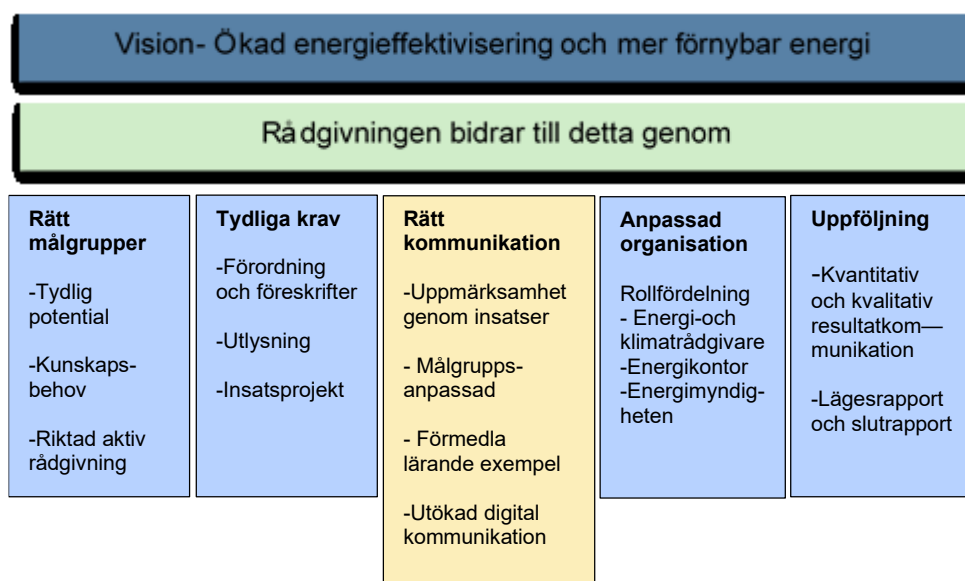 Vision- Ökad energieffektivisering och mer förnybar energi
Rådgivningen bidrar till detta genom
Rätt
målgrupper
-Tydlig
potential
-Kunskaps-
behov
-Riktad aktiv
rådgivning
Tydliga krav
-Förordning
och föreskrifter
-Utlysning
-Insatsprojekt
Rätt
kommunikation
-Uppmärksamhet
genom insatser
- Målgrupps-
anpassad
- Förmedla
lärande exempel
-Utökad digital
kommunikation
Anpassad
organisation
Rollfördelning
- Energi-och
klimatrådgivare
-Energikontor
-Energimyndig-
heten
Uppföljning
-Kvantitativ
och kvalitativ
resultatkom—
munikation
-Lägesrapport
och slutrapport